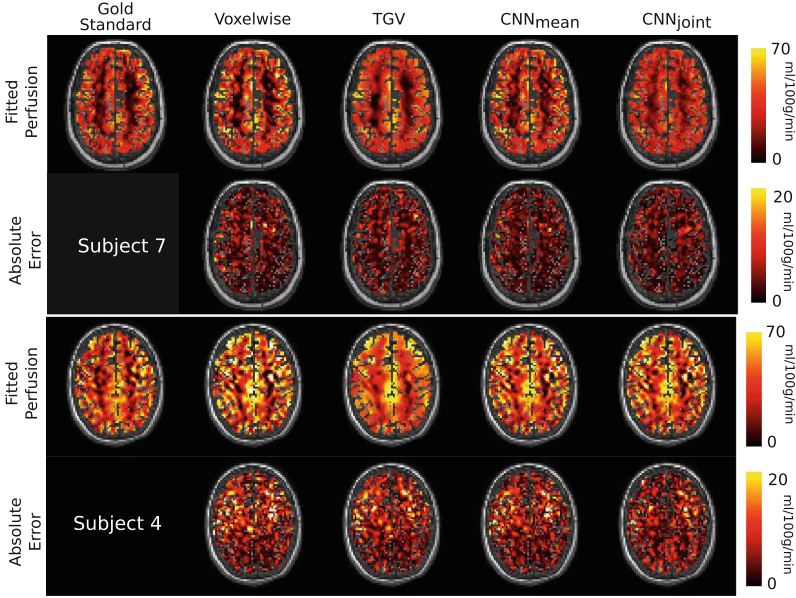 Gold
Standard
Voxelwise
TGV
CNNmean
CNNjoint
Fitted
Perfusion
70
ml/100g/min
0
Absolute
Error
Subject 7
20
ml/100g/min
0
Fitted
Perfusion
70
ml/100g/min
0
Absolute
Error
Subject 4
20
ml/100g/min
0